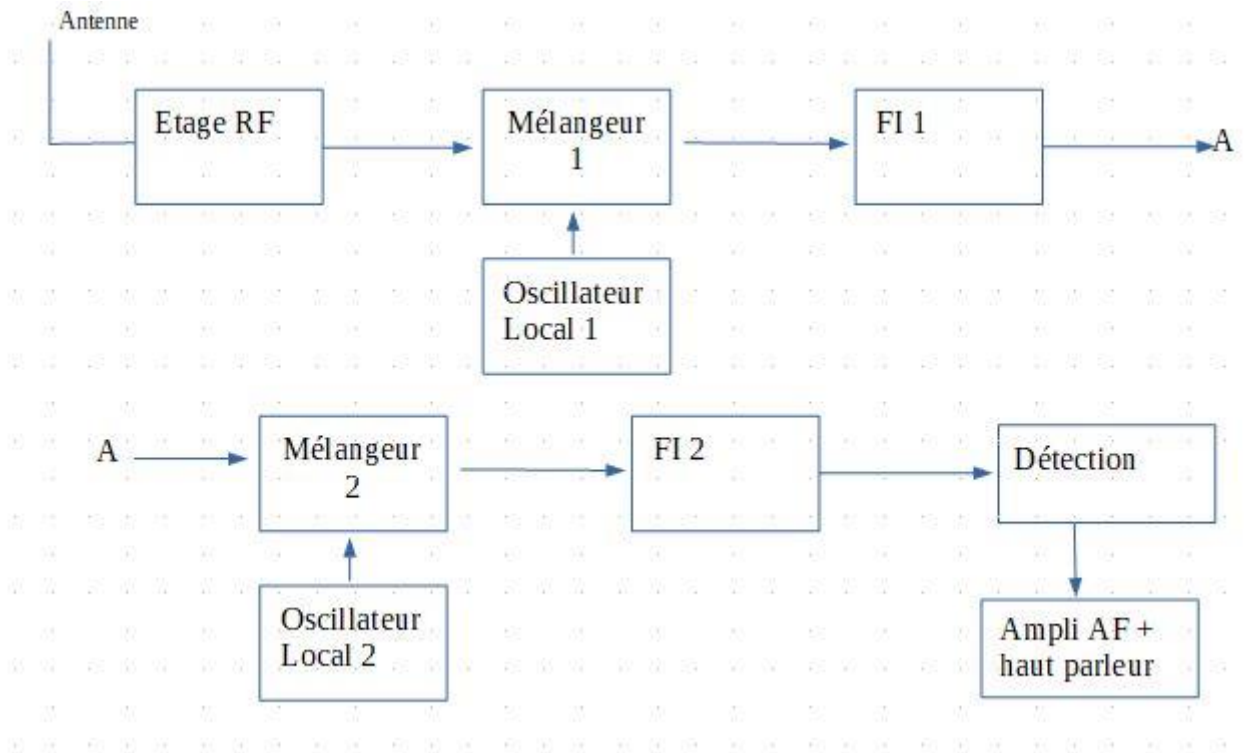 Antenne
Etage RF
Mélangeur
1
FI 1
A
Oscillateur
Local 1
A
Mélangeur
2
FI 2
Détection
Oscillateur
Local 2
Ampli AF +
haut parleur